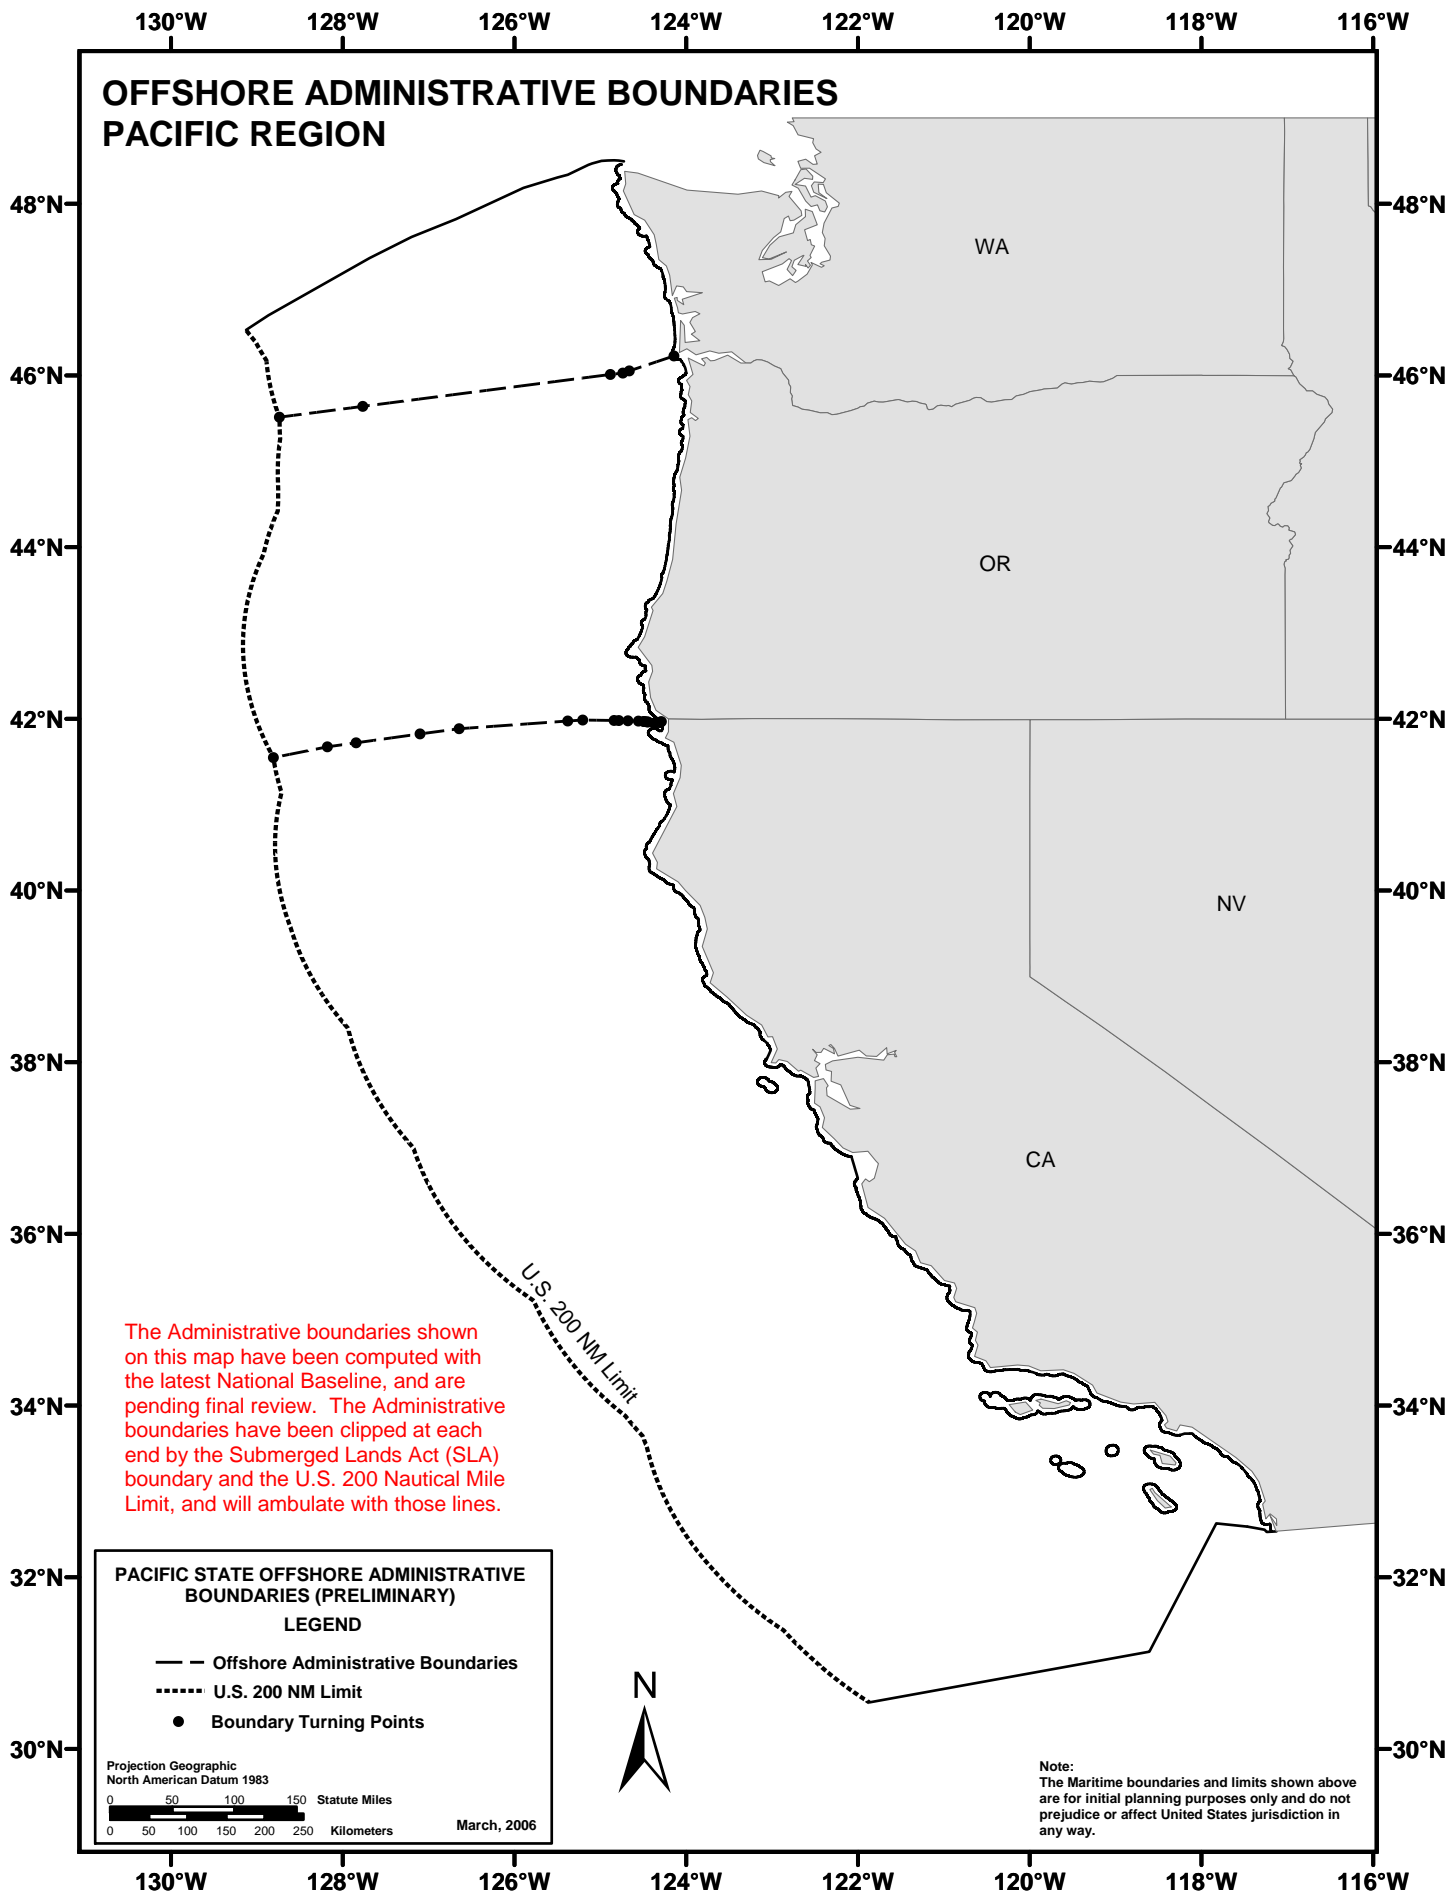 130°W 128°W 126°W 124°W 122°W 120°W 118°W 116°W
OFFSHORE ADMINISTRATIVE BOUNDARIES
PACIFIC REGION
48°N 48°N
WA
46°N 46°N
44°N 44°N
OR
42°N 42°N
40°N 40°N
NV
38°N 38°N
CA
36°N 36°N
U.S. 200 NM Limit
34°N 34°N
The Administrative boundaries shown
on this map have been computed with
the latest National Baseline, and are
pending final review. The Administrative
boundaries have been clipped at each
end by the Submerged Lands Act (SLA)
boundary and the U.S. 200 Nautical Mile
Limit, and will ambulate with those lines.
32°N 32°N
PACIFIC STATE OFFSHORE ADMINISTRATIVE
BOUNDARIES (PRELIMINARY)
LEGEND
Offshore Administrative Boundaries
U.S. 200 NM Limit
Boundary Turning Points
N
30°N 30°N
Projection Geographic
North American Datum 1983
0 50 100 150 Statute Miles
0 50 100 150 200 250 Kilometers
March, 2006
Note:
The Maritime boundaries and limits shown above
are for initial planning purposes only and do not
prejudice or affect United States jurisdiction in
any way.
130°W 128°W 126°W 124°W 122°W 120°W 118°W 116°W